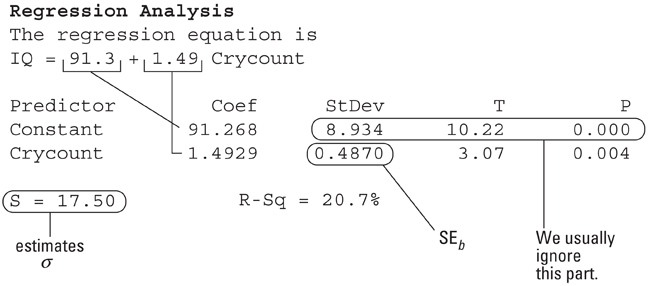 Regression Analysis
The regression equation is
IQ = 91.3 + 1.49 Crycount
Predictor Coef StDev T P
Constant 91.268 8.934 10.22 0.000
Crycount 1.4929 0.4870 3.07 0.004
S = 17.50 R-Sq = 20.7%
estimates
σ
SE_b
We usually
ignore
this part.